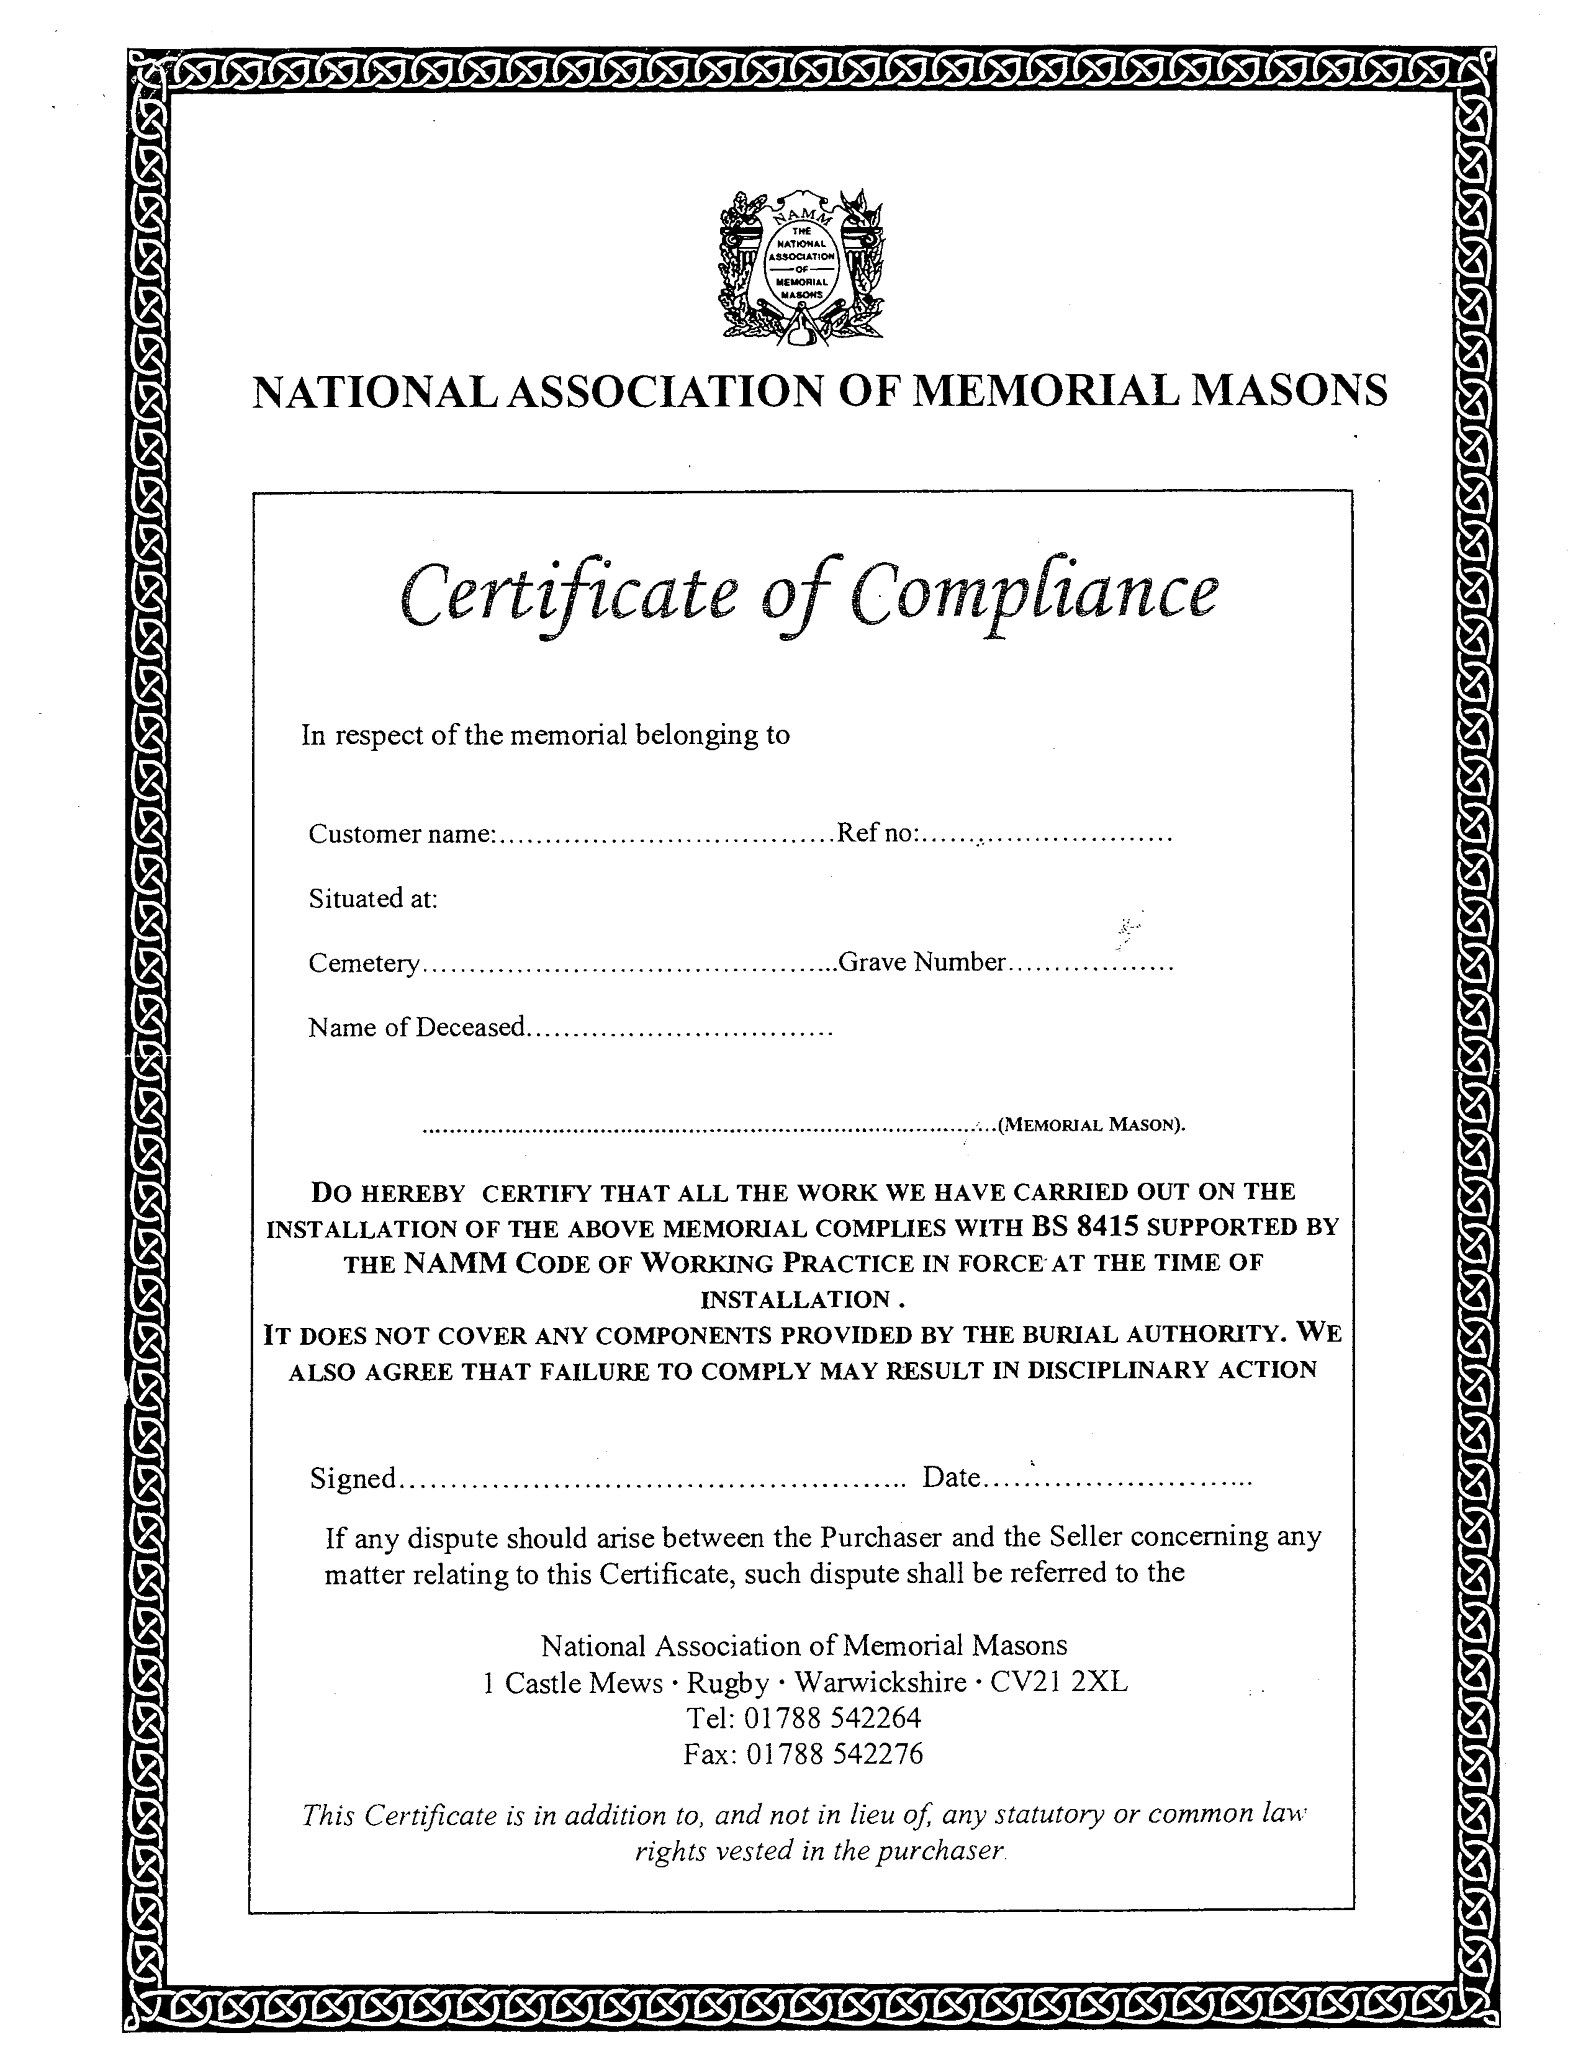 NAMM
THE
NATIONAL
ASSOCIATION
OF
MEMORIAL
MASONS
NATIONAL ASSOCIATION OF MEMORIAL MASONS
Certificate of Compliance
In respect of the memorial belonging to
Customer name:....................................Ref no:...........................
Situated at:
Cemetery............................................Grave Number..................
Name of Deceased.................................
....................................................................................(MEMORIAL MASON).
DO HEREBY CERTIFY THAT ALL THE WORK WE HAVE CARRIED OUT ON THE
INSTALLATION OF THE ABOVE MEMORIAL COMPLIES WITH BS 8415 SUPPORTED BY
THE NAMM CODE OF WORKING PRACTICE IN FORCE AT THE TIME OF
INSTALLATION .
IT DOES NOT COVER ANY COMPONENTS PROVIDED BY THE BURIAL AUTHORITY. WE
ALSO AGREE THAT FAILURE TO COMPLY MAY RESULT IN DISCIPLINARY ACTION
Signed.................................................. Date..........................
If any dispute should arise between the Purchaser and the Seller concerning any
matter relating to this Certificate, such dispute shall be referred to the
National Association of Memorial Masons
1 Castle Mews · Rugby · Warwickshire · CV21 2XL
Tel: 01788 542264
Fax: 01788 542276
This Certificate is in addition to, and not in lieu of, any statutory or common law
rights vested in the purchaser.